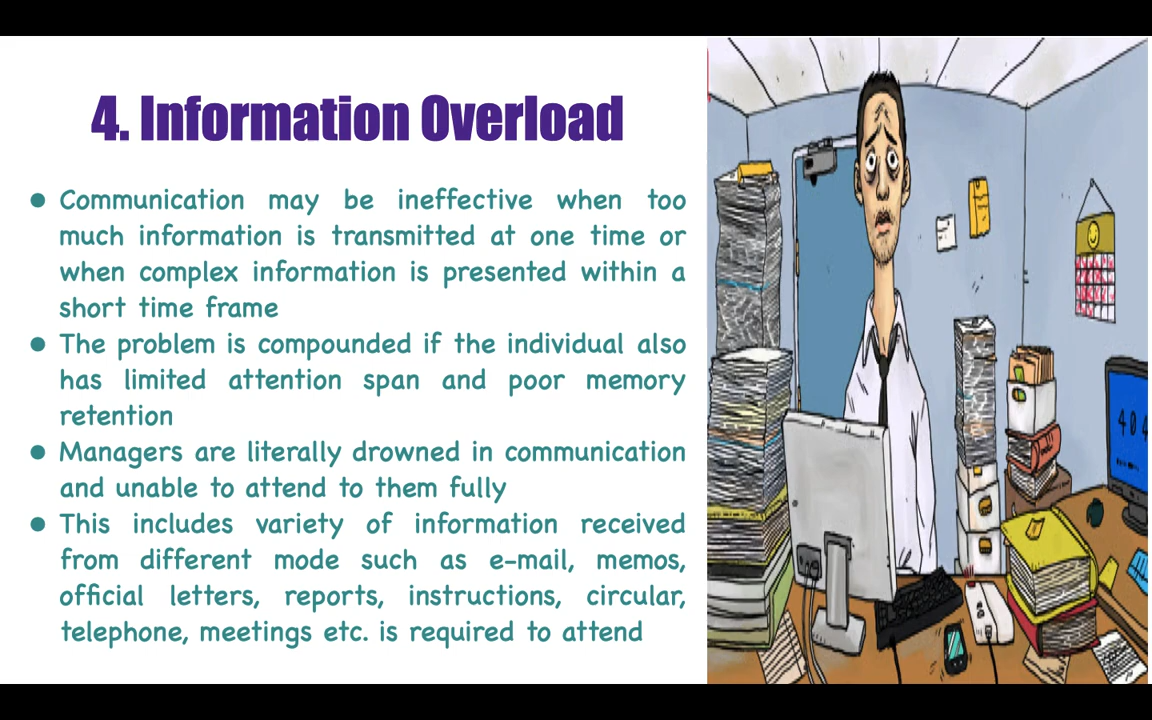 4. Information Overload
● Communication may be ineffective when too
much information is transmitted at one time or
when complex information is presented within a
short time frame
● The problem is compounded if the individual also
has limited attention span and poor memory
retention
● Managers are literally drowned in communication
and unable to attend to them fully
● This includes variety of information received
from different mode such as e-mail, memos,
official letters, reports, instructions, circular,
telephone, meetings etc. is required to attend
404